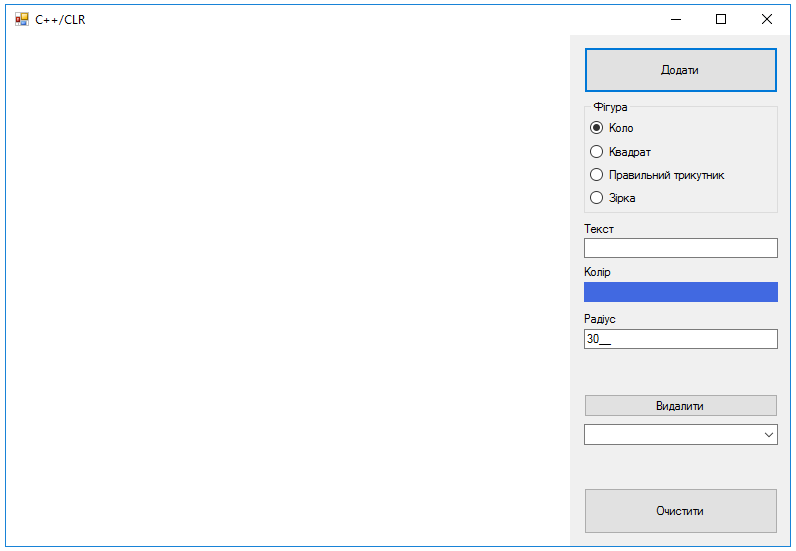 C++/CLR
Додати
Фігура
Коло
Квадрат
Правильний трикутник
Зірка
Текст
Колір
Радіус
30__
Видалити
Очистити